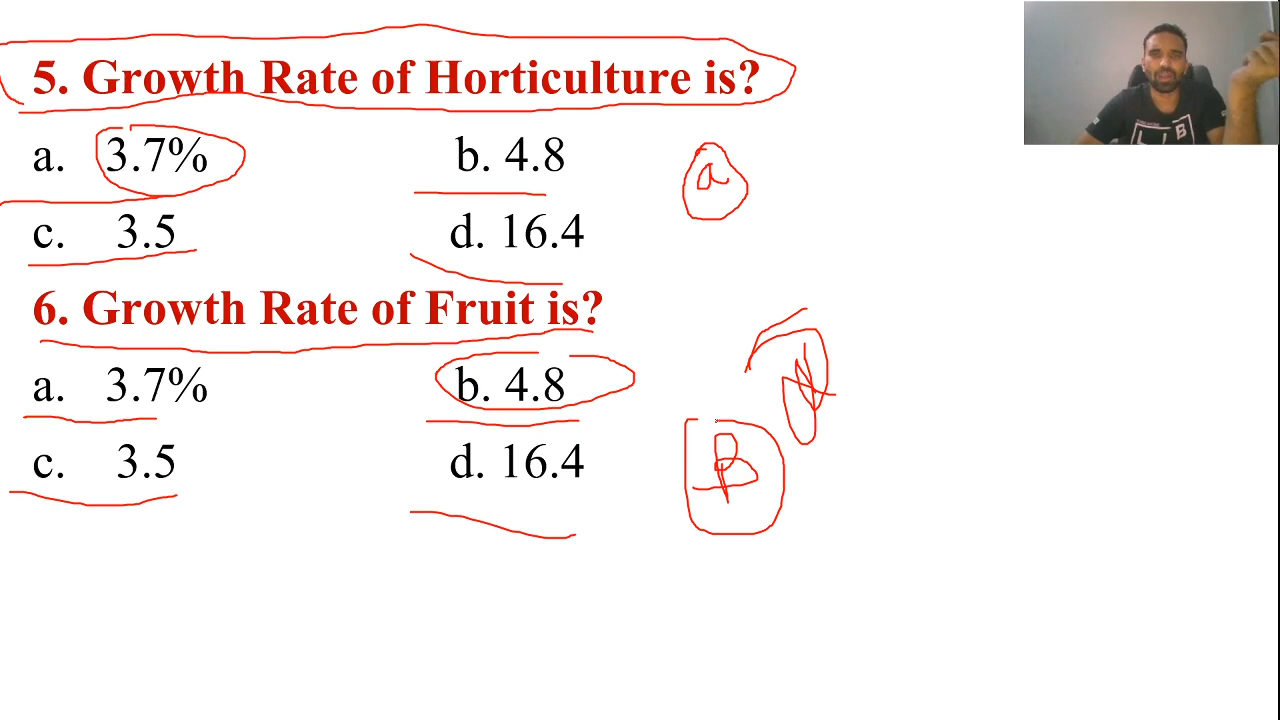 5. Growth Rate of Horticulture is?
a. 3.7% b. 4.8
c. 3.5 d. 16.4
a
6. Growth Rate of Fruit is?
a. 3.7% b. 4.8
c. 3.5 d. 16.4
B